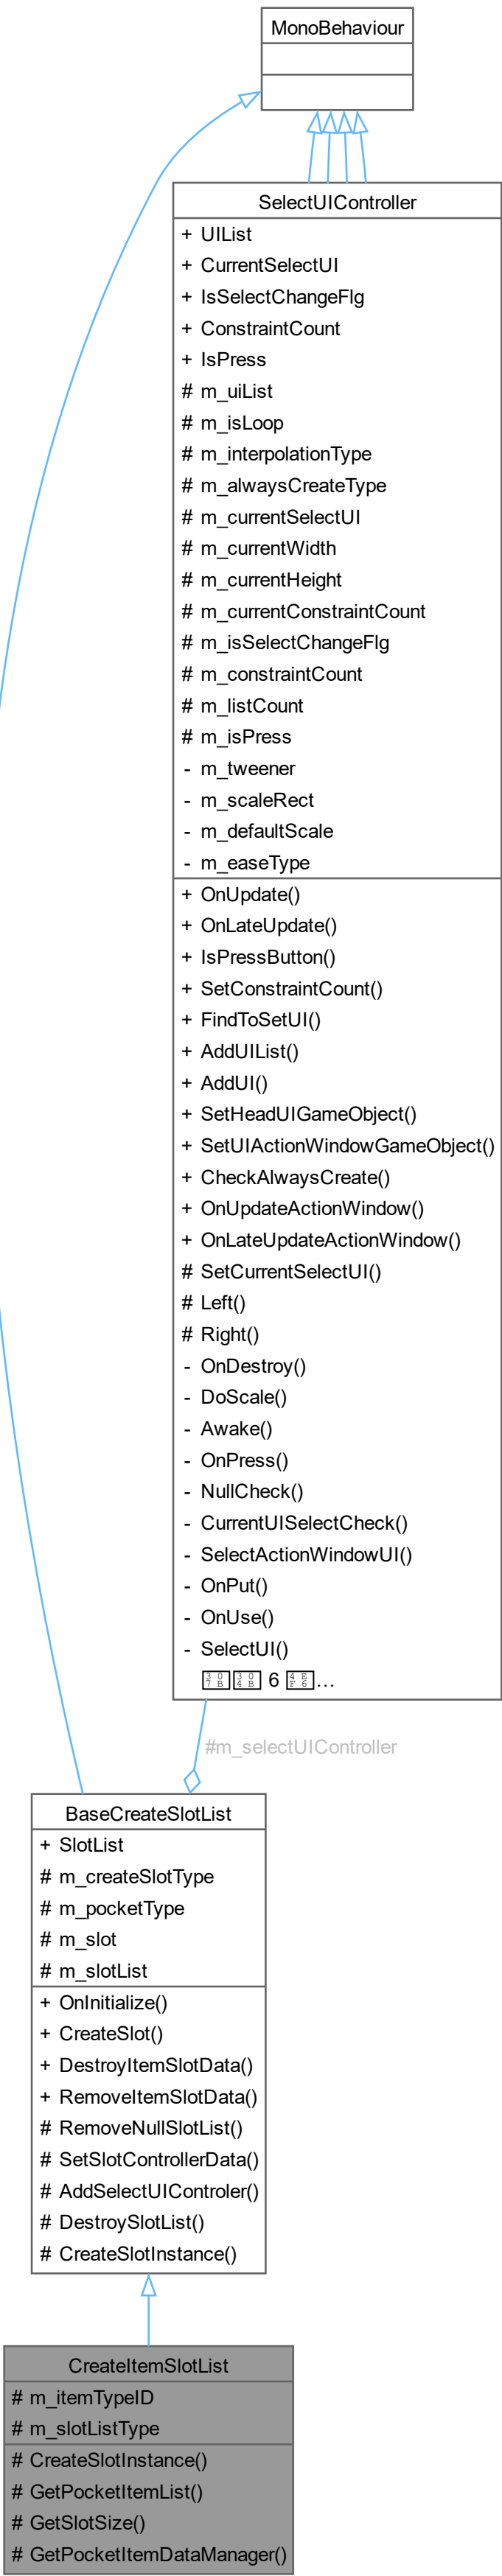 MonoBehaviour
SelectUIController
+ UIList
+ CurrentSelectUI
+ IsSelectChangeFlg
+ ConstraintCount
+ IsPress
# m_uiList
# m_isLoop
# m_interpolationType
# m_alwaysCreateType
# m_currentSelectUI
# m_currentWidth
# m_currentHeight
# m_currentConstraintCount
# m_isSelectChangeFlg
# m_constraintCount
# m_listCount
# m_isPress
- m_tweener
- m_scaleRect
- m_defaultScale
- m_easeType
+ OnUpdate()
+ OnLateUpdate()
+ IsPressButton()
+ SetConstraintCount()
+ FindToSetUI()
+ AddUIList()
+ AddUI()
+ SetHeadUIGameObject()
+ SetUIActionWindowGameObject()
+ CheckAlwaysCreate()
+ OnUpdateActionWindow()
+ OnLateUpdateActionWindow()
# SetCurrentSelectUI()
# Left()
# Right()
- OnDestroy()
- DoScale()
- Awake()
- OnPress()
- NullCheck()
- CurrentUISelectCheck()
- SelectActionWindowUI()
- OnPut()
- OnUse()
- SelectUI()
6 ...
#m_selectUIController
BaseCreateSlotList
+ SlotList
# m_createSlotType
# m_pocketType
# m_slot
# m_slotList
+ OnInitialize()
+ CreateSlot()
+ DestroyItemSlotData()
+ RemoveItemSlotData()
# RemoveNullSlotList()
# SetSlotControllerData()
# AddSelectUIControler()
# DestroySlotList()
# CreateSlotInstance()
CreateItemSlotList
# m_itemTypeID
# m_slotListType
# CreateSlotInstance()
# GetPocketItemList()
# GetSlotSize()
# GetPocketItemDataManager()